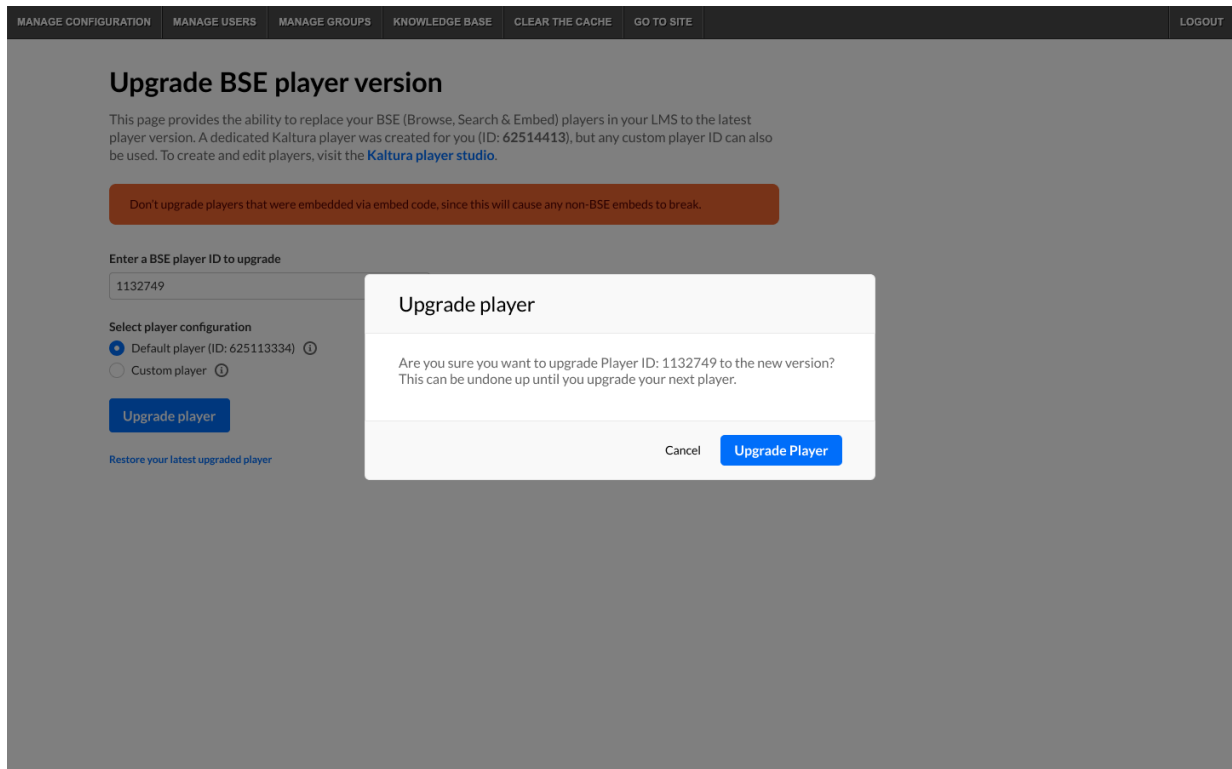 MANAGE CONFIGURATION MANAGE USERS MANAGE GROUPS KNOWLEDGE BASE CLEAR THE CACHE GO TO SITE LOGOUT
Upgrade BSE player version
This page provides the ability to replace your BSE (Browse, Search & Embed) players in your LMS to the latest
player version. A dedicated Kaltura player was created for you (ID: 62514413), but any custom player ID can also
be used. To create and edit players, visit the Kaltura player studio.
Don't upgrade players that were embedded via embed code, since this will cause any non-BSE embeds to break.
Enter a BSE player ID to upgrade
1132749
Select player configuration
Default player (ID: 625113334)
Custom player
Upgrade player
Restore your latest upgraded player
Upgrade player
Are you sure you want to upgrade Player ID: 1132749 to the new version?
This can be undone up until you upgrade your next player.
Cancel Upgrade Player